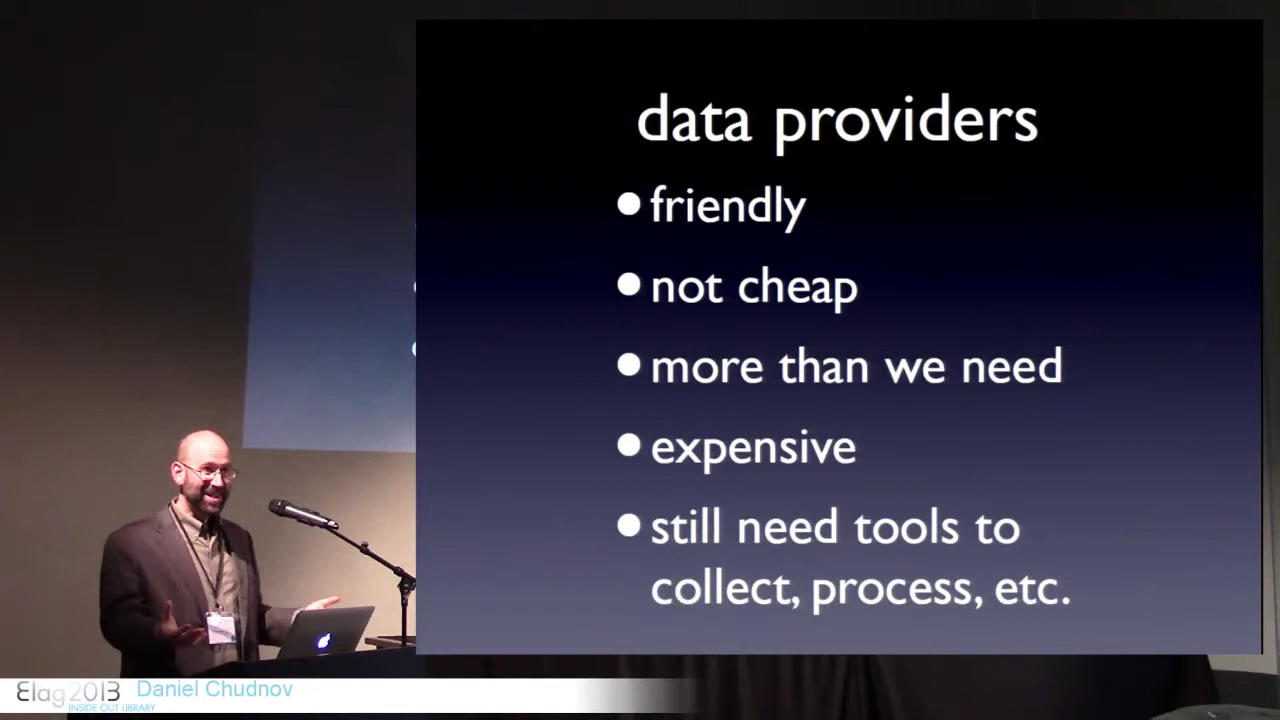 data providers
• friendly
• not cheap
• more than we need
• expensive
• still need tools to
collect, process, etc.
Elag2013 Daniel Chudnov
INSIDE OUT LIBRARY